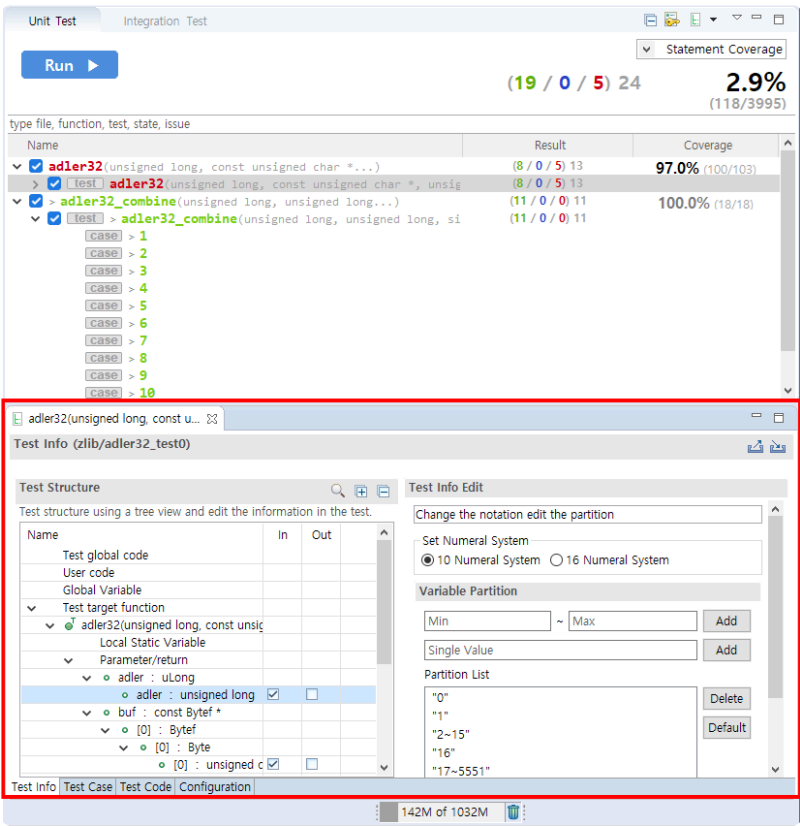 Unit Test Integration Test
Statement Coverage
Run
(19 / 0 / 5) 24 2.9%
(118/3995)
type file, function, test, state, issue
Name Result Coverage
adler32(unsigned long, const unsigned char *...) (8 / 0 / 5) 13 97.0% (100/103)
> test adler32(unsigned long, const unsigned char *, unsig (8 / 0 / 5) 13
> adler32_combine(unsigned long, unsigned long...) (11 / 0 / 0) 11 100.0% (18/18)
test > adler32_combine(unsigned long, unsigned long, si (11 / 0 / 0) 11
case > 1
case > 2
case > 3
case > 4
case > 5
case > 6
case > 7
case > 8
case > 9
case > 10
adler32(unsigned long, const u...
Test Info (zlib/adler32_test0)
Test Structure
Test structure using a tree view and edit the information in the test.
Name In Out
Test global code
User code
Global Variable
Test target function
adler32(unsigned long, const unsig
Local Static Variable
Parameter/return
adler : uLong
adler : unsigned long
buf : const Bytef *
[0] : Bytef
[0] : Byte
[0] : unsigned c
Test Info Edit
Change the notation edit the partition
Set Numeral System
10 Numeral System 16 Numeral System
Variable Partition
Min ~ Max Add
Single Value Add
Partition List
"0" Delete
"1"
"2~15" Default
"16"
"17~5551"
Test Info Test Case Test Code Configuration
142M of 1032M